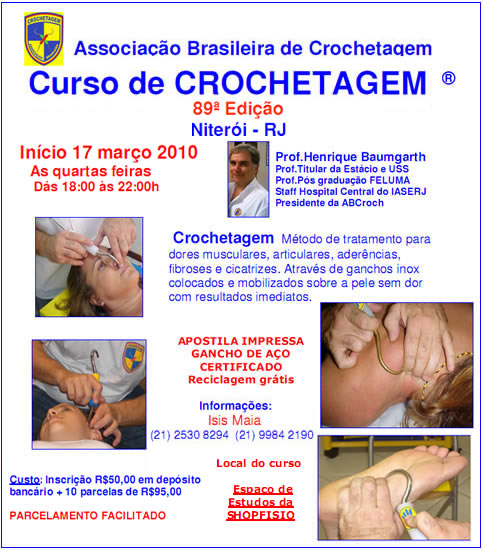 CROCHETAGEM
Associação Brasileira de Crochetagem
Curso de CROCHETAGEM ®
89ª Edição
Niterói - RJ
Início 17 março 2010
As quartas feiras
Dás 18:00 às 22:00h
Prof.Henrique Baumgarth
Prof.Titular da Estácio e USS
Prof.Pós graduação FELUMA
Staff Hospital Central do IASERJ
Presidente da ABCroch
Crochetagem Método de tratamento para
dores musculares, articulares, aderências,
fibroses e cicatrizes. Através de ganchos inox
colocados e mobilizados sobre a pele sem dor
com resultados imediatos.
APOSTILA IMPRESSA
GANCHO DE AÇO
CERTIFICADO
Reciclagem grátis
Informações:
Isis Maia
(21) 2530 8294 (21) 9984 2190
Local do curso
Espaço de
Estudos da
SHOPFISIO
Custo: Inscrição R$50,00 em depósito
bancário + 10 parcelas de R$95,00
PARCELAMENTO FACILITADO